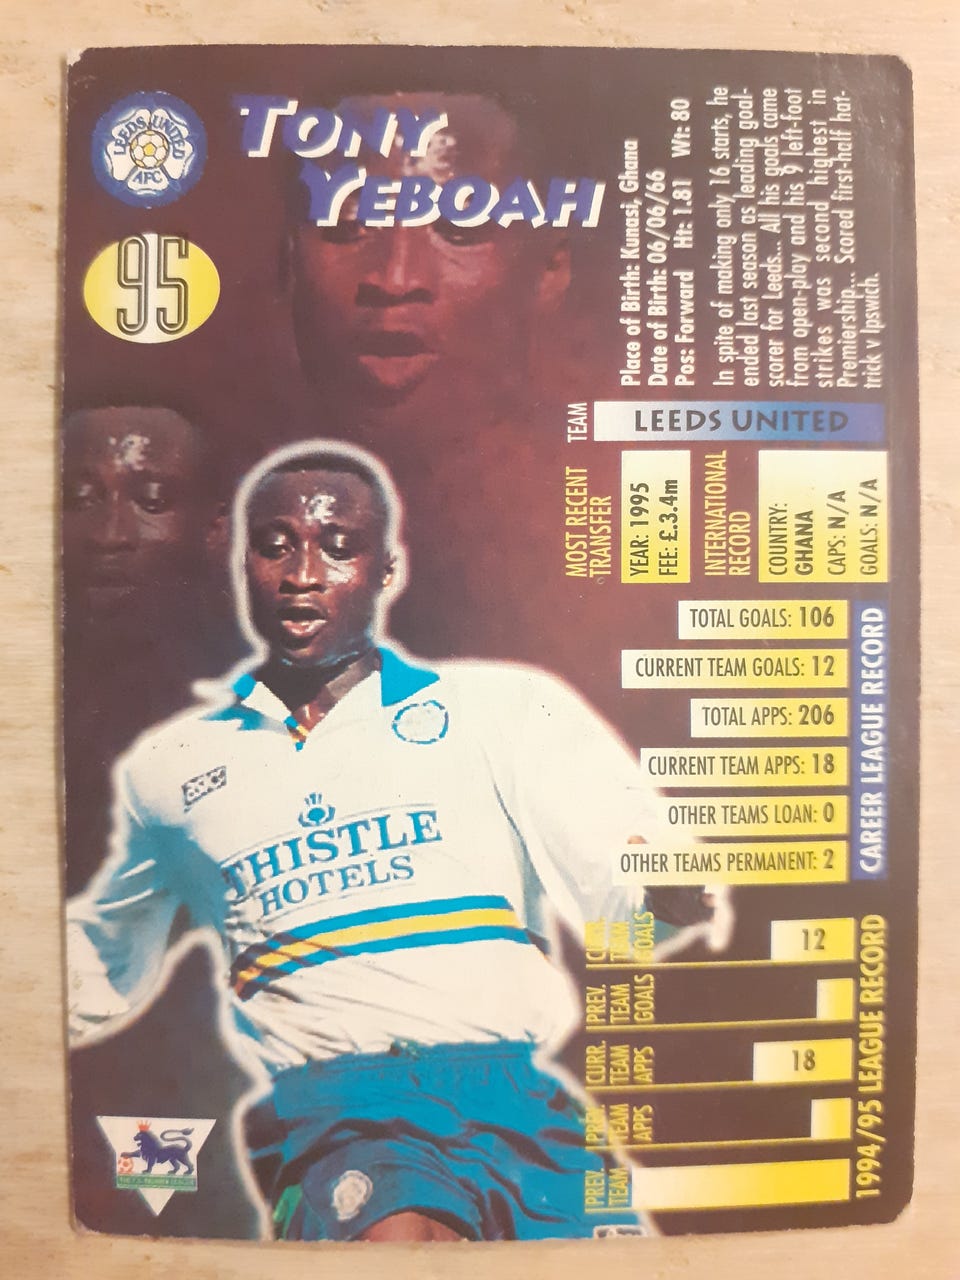 LEEDS UNITED
AFC
TONY
YEBOAH
95
Place of Birth: Kunasi, Ghana
Date of Birth: 06/06/66
Pos: Forward Ht: 1.81 Wt: 80
In spite of making only 16 starts, he
ended last season as leading goal-
scorer for Leeds... All his goals came
from open-play and his 9 left-foot
strikes was second highest in
Premiership... Scored first-half hat-
trick v Ipswich.
TEAM
LEEDS UNITED
MOST RECENT
TRANSFER
YEAR: 1995
FEE: £.3.4m
INTERNATIONAL
RECORD
COUNTRY:
GHANA
CAPS: N/A
GOALS: N/A
TOTAL GOALS: 106
CURRENT TEAM GOALS: 12
TOTAL APPS: 206
CURRENT TEAM APPS: 18
OTHER TEAMS LOAN: 0
OTHER TEAMS PERMANENT: 2
CAREER LEAGUE RECORD
asics
THISTLE
HOTELS
CURR.
TEAM
GOALS
12
PREV.
TEAM
GOALS
CURR.
TEAM
APPS
18
PREV.
TEAM
APPS
PREV.
TEAM
1994/95 LEAGUE RECORD
THE F.A. PREMIER LEAGUE